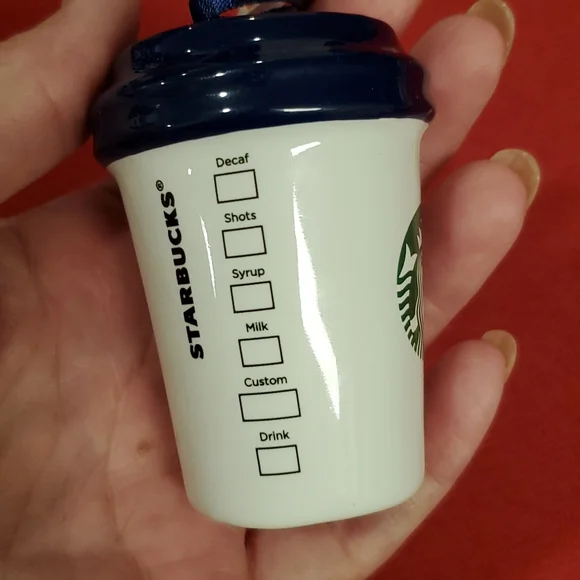 STARBUCKS®
Decaf
Shots
Syrup
Milk
Custom
Drink